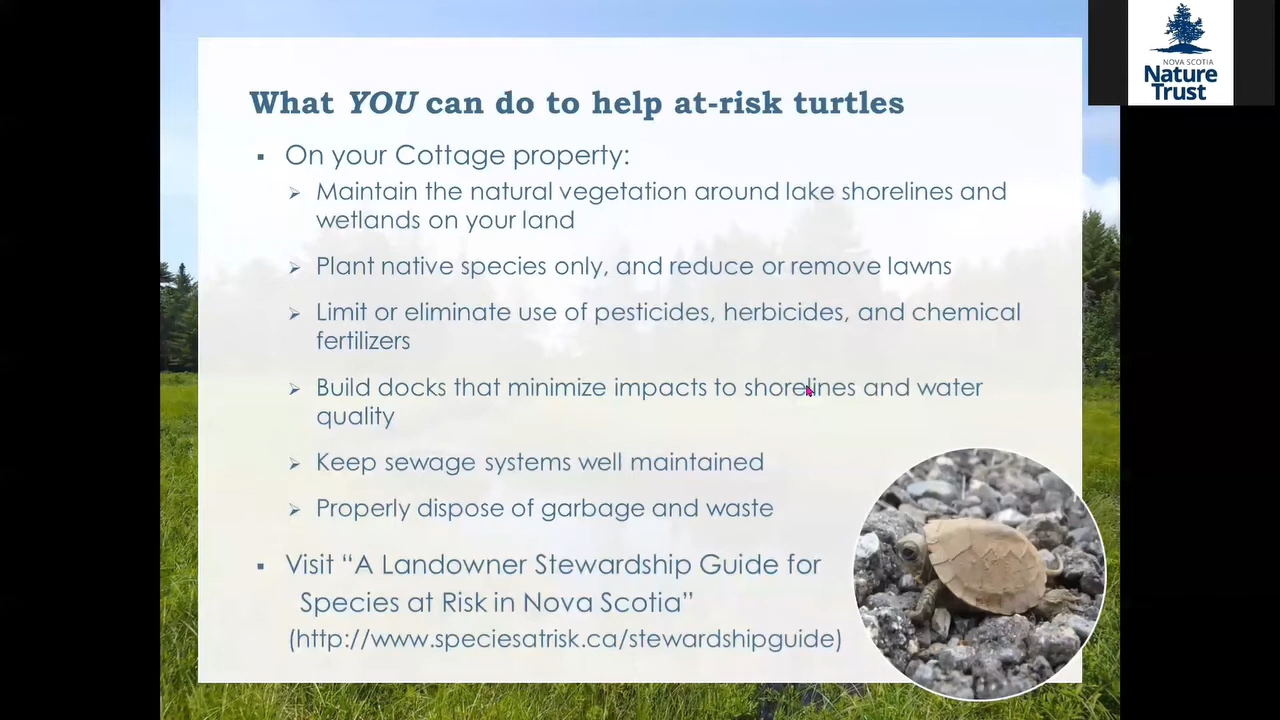 NOVA SCOTIA
Nature
Trust
What YOU can do to help at-risk turtles
▪ On your Cottage property:
➢ Maintain the natural vegetation around lake shorelines and
wetlands on your land
➢ Plant native species only, and reduce or remove lawns
➢ Limit or eliminate use of pesticides, herbicides, and chemical
fertilizers
➢ Build docks that minimize impacts to shorelines and water
quality
➢ Keep sewage systems well maintained
➢ Properly dispose of garbage and waste
▪ Visit “A Landowner Stewardship Guide for
Species at Risk in Nova Scotia”
(http://www.speciesatrisk.ca/stewardshipguide)